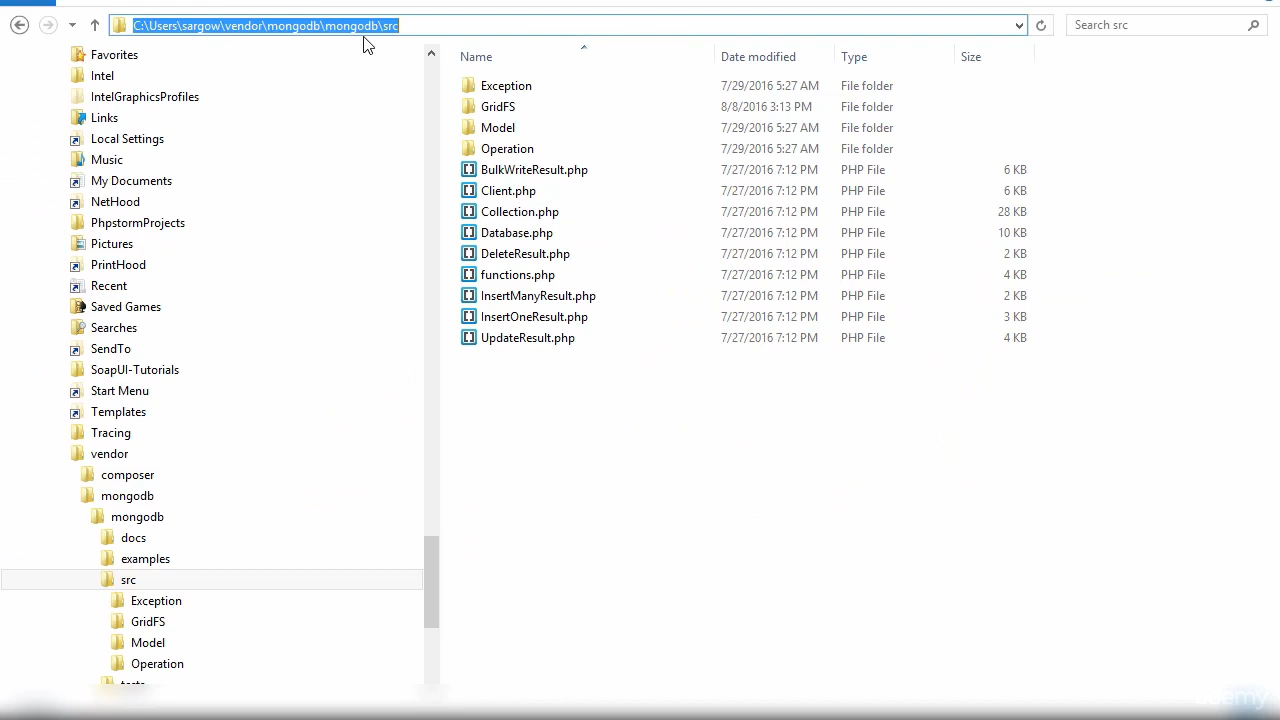 C:\Users\sargow\vendor\mongodb\mongodb\src
Search src
Favorites
Intel
IntelGraphicsProfiles
Links
Local Settings
Music
My Documents
NetHood
PhpstormProjects
Pictures
PrintHood
Recent
Saved Games
Searches
SendTo
SoapUI-Tutorials
Start Menu
Templates
Tracing
vendor
composer
mongodb
mongodb
docs
examples
src
Exception
GridFS
Model
Operation
Name Date modified Type Size
Exception 7/29/2016 5:27 AM File folder
GridFS 8/8/2016 3:13 PM File folder
Model 7/29/2016 5:27 AM File folder
Operation 7/29/2016 5:27 AM File folder
BulkWriteResult.php 7/27/2016 7:12 PM PHP File 6 KB
Client.php 7/27/2016 7:12 PM PHP File 6 KB
Collection.php 7/27/2016 7:12 PM PHP File 28 KB
Database.php 7/27/2016 7:12 PM PHP File 10 KB
DeleteResult.php 7/27/2016 7:12 PM PHP File 2 KB
functions.php 7/27/2016 7:12 PM PHP File 4 KB
InsertManyResult.php 7/27/2016 7:12 PM PHP File 2 KB
InsertOneResult.php 7/27/2016 7:12 PM PHP File 3 KB
UpdateResult.php 7/27/2016 7:12 PM PHP File 4 KB
udemy